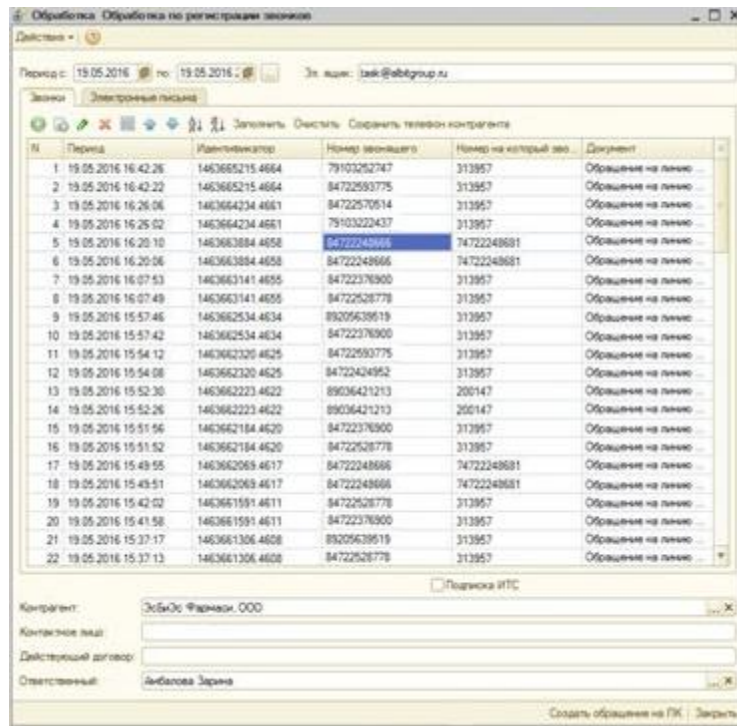 Обработка Обработка по регистрации звонков
Действия
Период с: 19.05.2016 по: 19.05.2016 ... Эл. ящик: task@albitgroup.ru
Звонки Электронные письма
Заполнить Очистить Сохранить телефон контрагента
N Период Идентификатор Номер звонящего Номер на который зво... Документ
1 19.05.2016 16:42:26 1463665215.4664 79103252747 313957 Обращение на линию ...
2 19.05.2016 16:42:22 1463665215.4664 84722593775 313957 Обращение на линию ...
3 19.05.2016 16:26:06 1463664234.4661 84722570514 313957 Обращение на линию ...
4 19.05.2016 16:26:02 1463664234.4661 79103222437 313957 Обращение на линию ...
5 19.05.2016 16:20:10 1463663884.4658 84722248666 74722248681 Обращение на линию ...
6 19.05.2016 16:20:06 1463663884.4658 84722248666 74722248681 Обращение на линию ...
7 19.05.2016 16:07:53 1463663141.4655 84722376900 313957 Обращение на линию ...
8 19.05.2016 16:07:49 1463663141.4655 84722528778 313957 Обращение на линию ...
9 19.05.2016 15:57:46 1463662534.4634 89205639519 313957 Обращение на линию ...
10 19.05.2016 15:57:42 1463662534.4634 84722376900 313957 Обращение на линию ...
11 19.05.2016 15:54:12 1463662320.4625 84722593775 313957 Обращение на линию ...
12 19.05.2016 15:54:08 1463662320.4625 84722424952 313957 Обращение на линию ...
13 19.05.2016 15:52:30 1463662223.4622 89036421213 200147 Обращение на линию ...
14 19.05.2016 15:52:26 1463662223.4622 89036421213 200147 Обращение на линию ...
15 19.05.2016 15:51:56 1463662184.4620 84722376900 313957 Обращение на линию ...
16 19.05.2016 15:51:52 1463662184.4620 84722528778 313957 Обращение на линию ...
17 19.05.2016 15:49:55 1463662069.4617 84722248666 74722248681 Обращение на линию ...
18 19.05.2016 15:49:51 1463662069.4617 84722248666 74722248681 Обращение на линию ...
19 19.05.2016 15:42:02 1463661591.4611 84722528778 313957 Обращение на линию ...
20 19.05.2016 15:41:58 1463661591.4611 84722376900 313957 Обращение на линию ...
21 19.05.2016 15:37:17 1463661306.4608 89205639519 313957 Обращение на линию ...
22 19.05.2016 15:37:13 1463661306.4608 84722528778 313957 Обращение на линию ...
Подписка ИТС
Контрагент: ЭсБиЭс Фармаси, ООО
Контактное лицо:
Действующий договор:
Ответственный: Анбалова Зарина
Создать обращение на ПК Закрыть